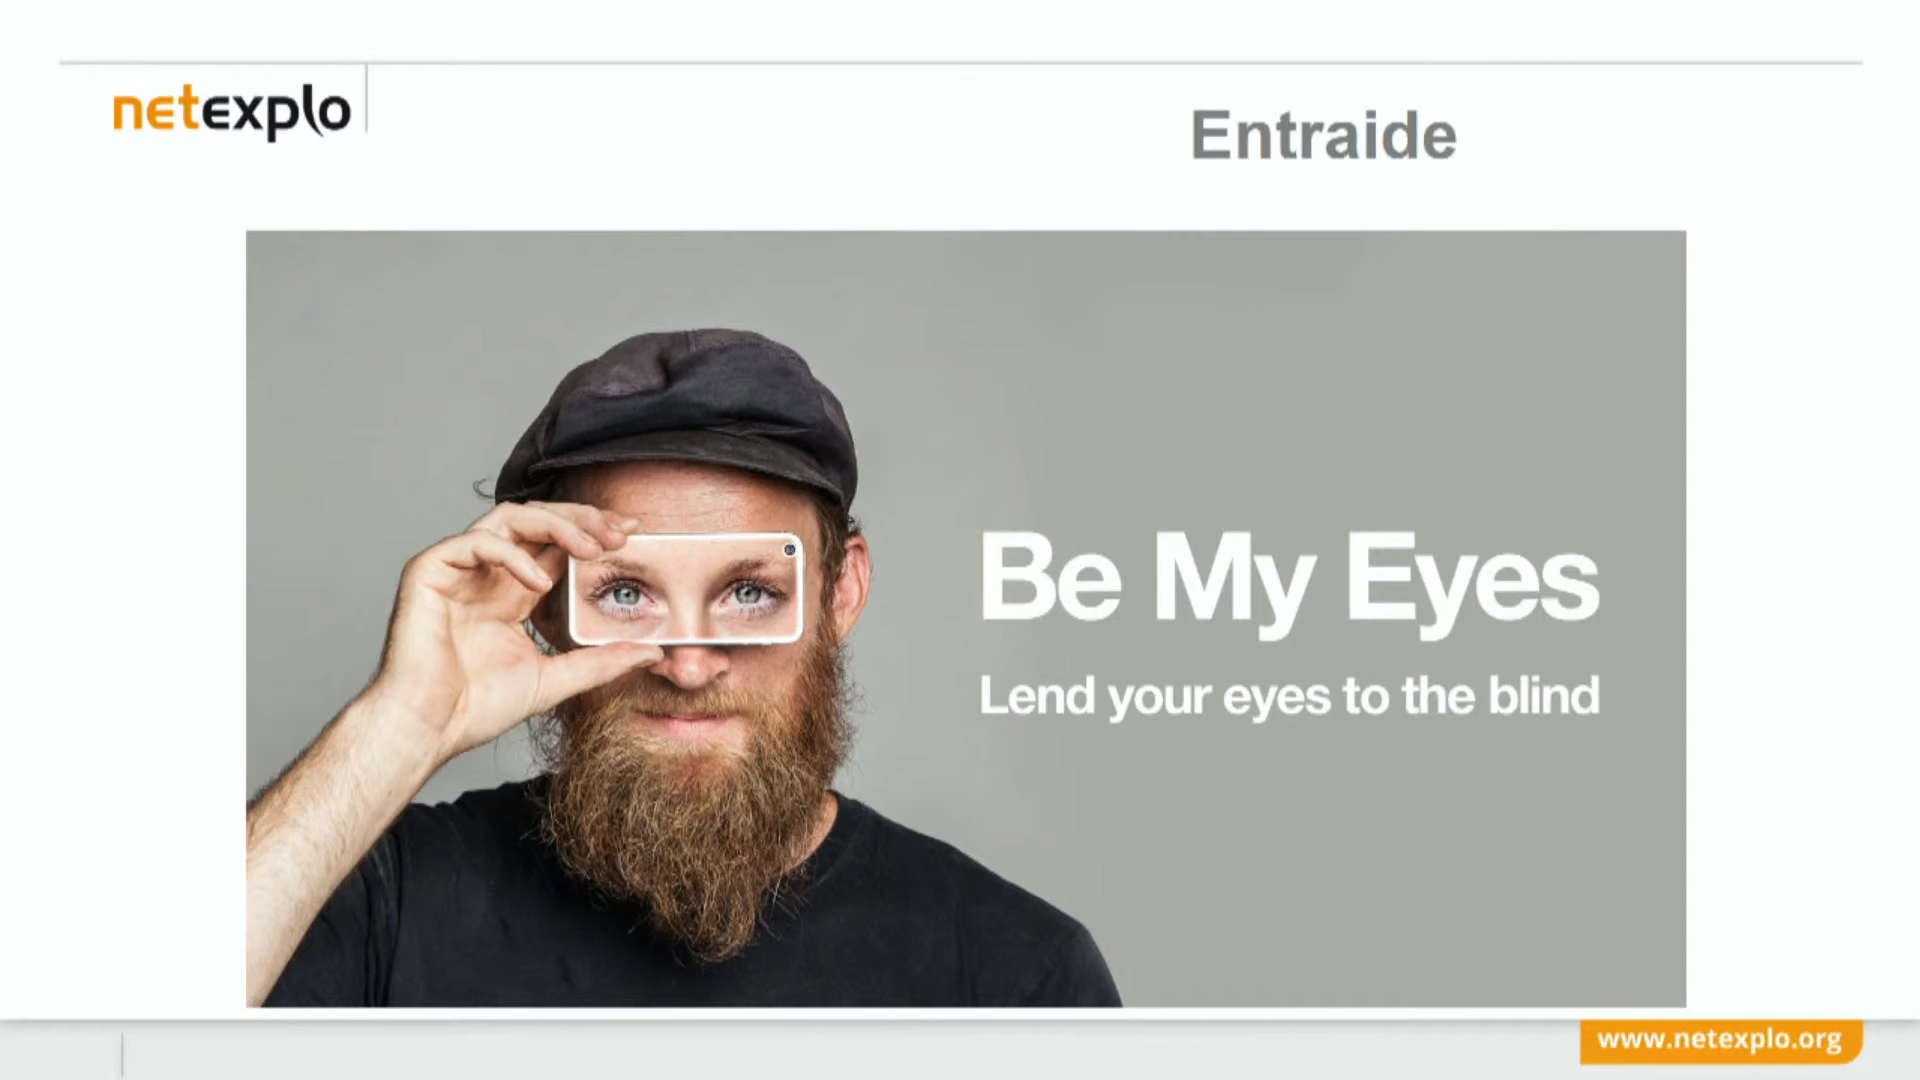 netexplo
Entraide
Be My Eyes
Lend your eyes to the blind
www.netexplo.org